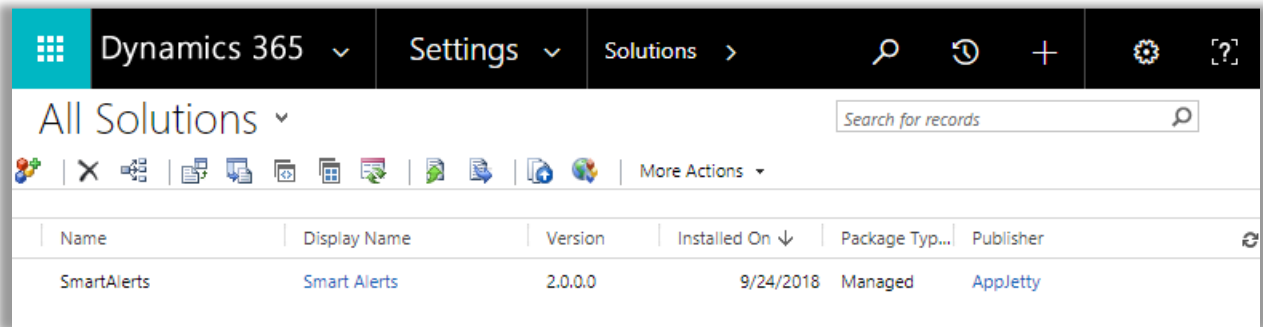 Dynamics 365 Settings Solutions
All Solutions Search for records
More Actions
Name Display Name Version Installed On Package Typ... Publisher
SmartAlerts Smart Alerts 2.0.0.0 9/24/2018 Managed AppJetty